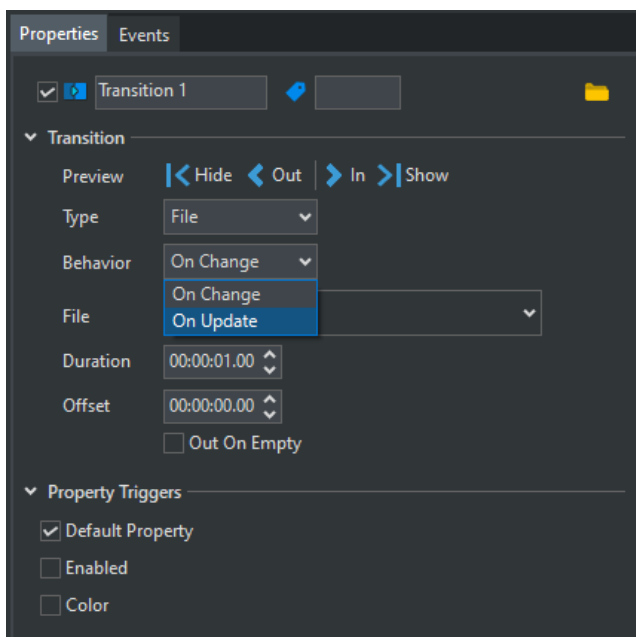 Properties Events
Transition 1
Transition
Preview Hide Out In Show
Type File
Behavior On Change
On Change
File
On Update
Duration 00:00:01.00
Offset 00:00:00.00
Out On Empty
Property Triggers
Default Property
Enabled
Color